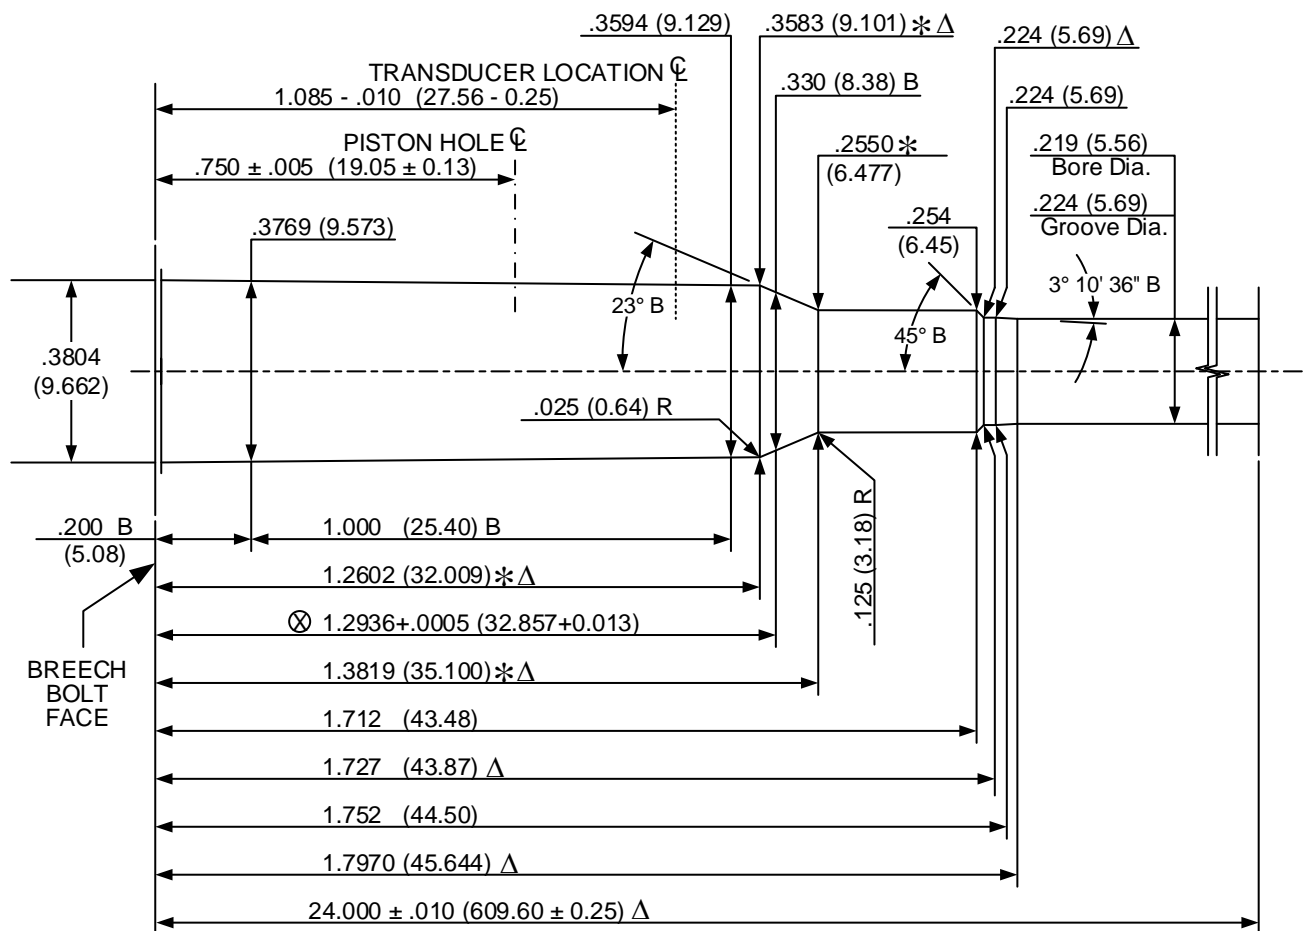 .3594 (9.129)
.3583 (9.101) ✻ Δ
.224 (5.69) Δ
TRANSDUCER LOCATION ℄
1.085 - .010 (27.56 - 0.25)
.330 (8.38) B
.224 (5.69)
PISTON HOLE ℄
.750 ± .005 (19.05 ± 0.13)
.2550 ✻
(6.477)
.219 (5.56)
Bore Dia.
.3769 (9.573)
.254
(6.45)
.224 (5.69)
Groove Dia.
3° 10' 36" B
23° B
45° B
.3804
(9.662)
.025 (0.64) R
.125 (3.18) R
.200 B
(5.08)
1.000 (25.40) B
1.2602 (32.009) ✻ Δ
⊗ 1.2936+.0005 (32.857+0.013)
BREECH
BOLT
FACE
1.3819 (35.100) ✻ Δ
1.712 (43.48)
1.727 (43.87) Δ
1.752 (44.50)
1.7970 (45.644) Δ
24.000 ± .010 (609.60 ± 0.25) Δ